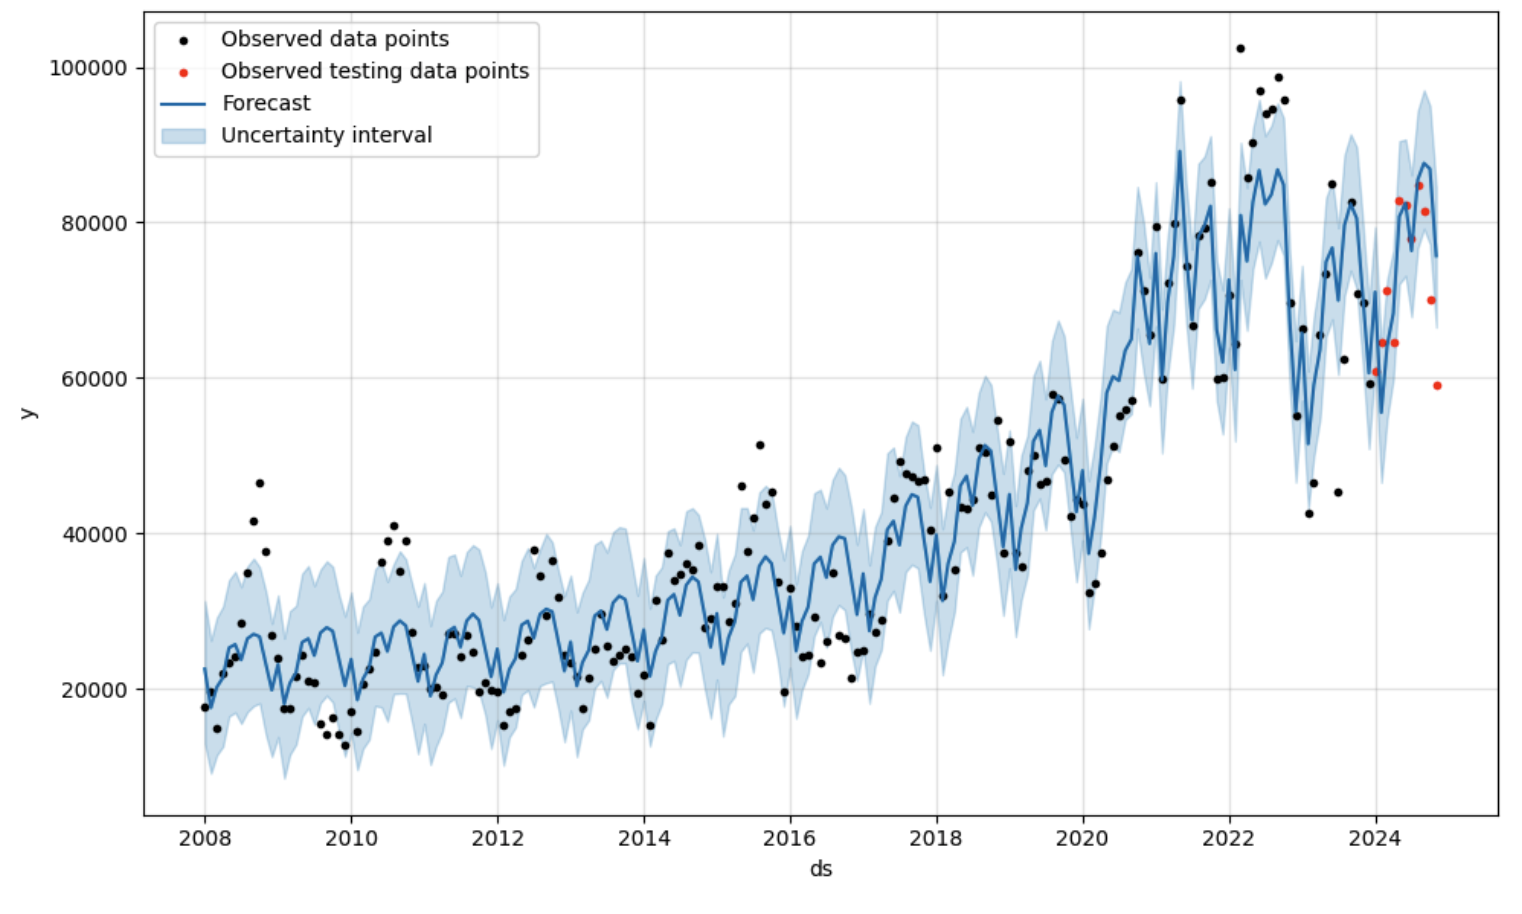 Observed data points
Observed testing data points
Forecast
Uncertainty interval
100000
80000
60000
40000
20000
y
2008 2010 2012 2014 2016 2018 2020 2022 2024
ds